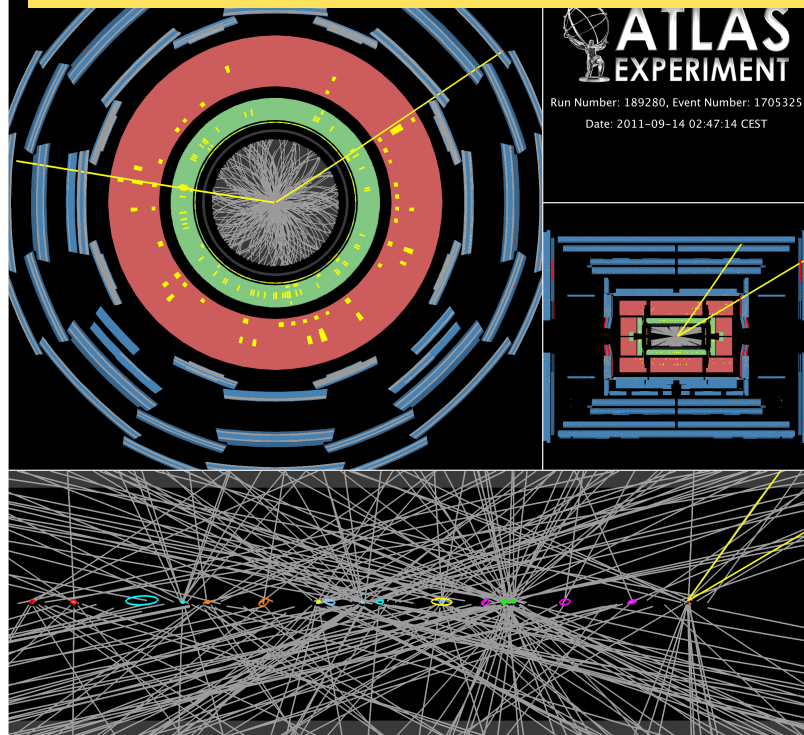 ATLAS
EXPERIMENT
Run Number: 189280, Event Number: 1705325
Date: 2011-09-14 02:47:14 CEST